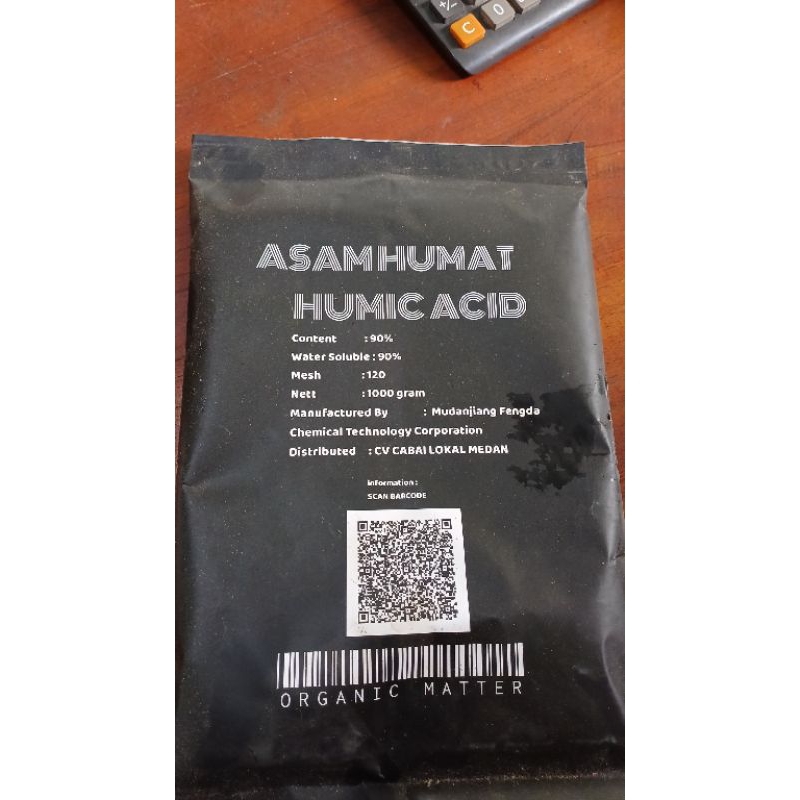 +/-
C
0
ASAM HUMAT
HUMIC ACID
Content : 90%
Water Soluble : 90%
Mesh : 120
Nett : 1000 gram
Manufactured By : Mudanjiang Fengda
Chemical Technology Corporation
Distributed : CV CABAI LOKAL MEDAN
Information :
SCAN BARCODE
ORGANIC MATTER